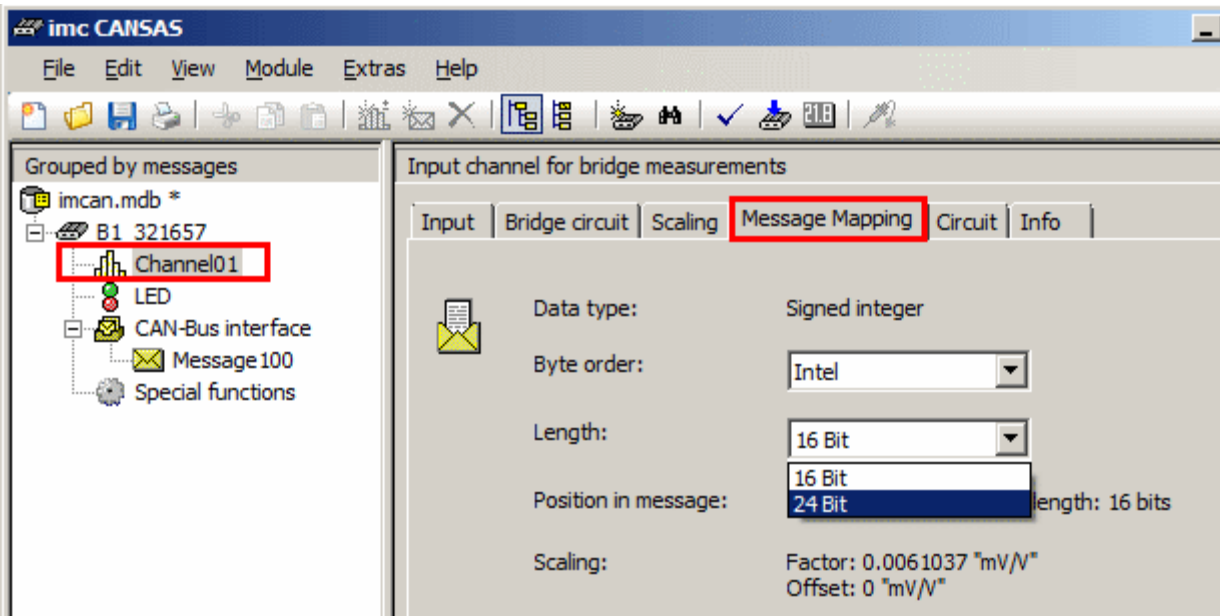 imc CANSAS
File Edit View Module Extras Help
21.8
Grouped by messages
imcan.mdb *
B1 321657
Channel01
LED
CAN-Bus interface
Message100
Special functions
Input channel for bridge measurements
Input Bridge circuit Scaling Message Mapping Circuit Info
Data type: Signed integer
Byte order: Intel
Length: 16 Bit
16 Bit
Position in message: 24 Bit length: 16 bits
Scaling: Factor: 0.0061037 "mV/V"
Offset: 0 "mV/V"